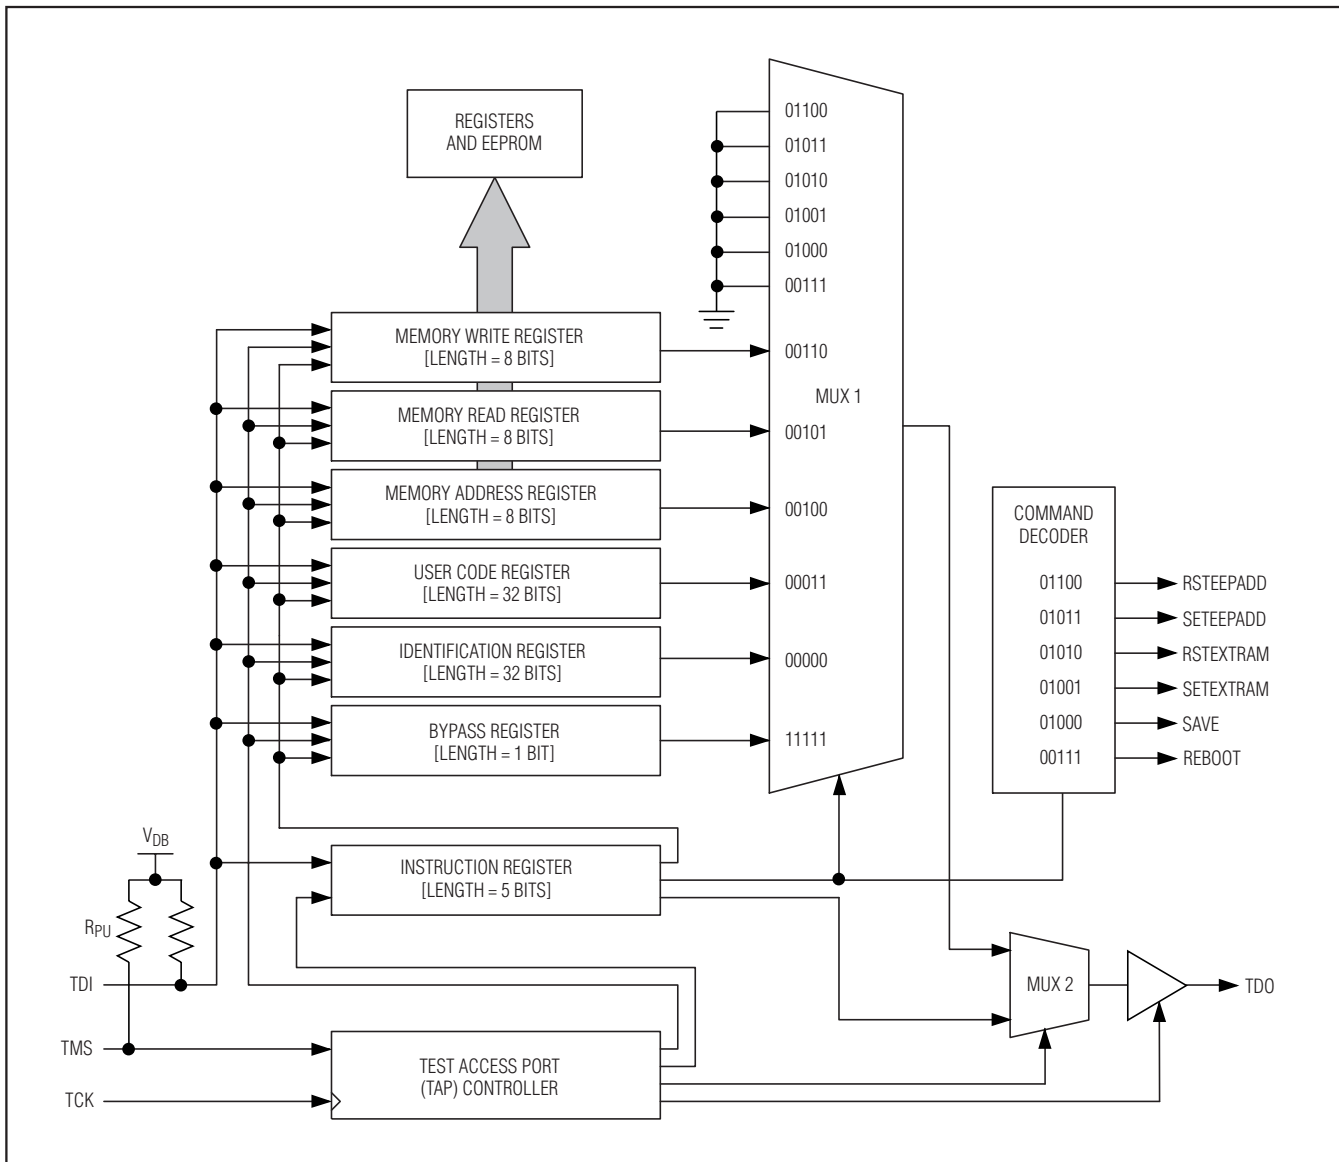 REGISTERS
AND EEPROM
01100
01011
01010
01001
01000
00111
MEMORY WRITE REGISTER
[LENGTH = 8 BITS]
00110
MUX 1
MEMORY READ REGISTER
[LENGTH = 8 BITS]
00101
MEMORY ADDRESS REGISTER
[LENGTH = 8 BITS]
00100
USER CODE REGISTER
[LENGTH = 32 BITS]
00011
IDENTIFICATION REGISTER
[LENGTH = 32 BITS]
00000
BYPASS REGISTER
[LENGTH = 1 BIT]
11111
COMMAND
DECODER
01100 RSTEEPADD
01011 SETEEPADD
01010 RSTEXTRAM
01001 SETEXTRAM
01000 SAVE
00111 REBOOT
VDB
RPU
INSTRUCTION REGISTER
[LENGTH = 5 BITS]
TDI
MUX 2
TDO
TMS
TEST ACCESS PORT
(TAP) CONTROLLER
TCK